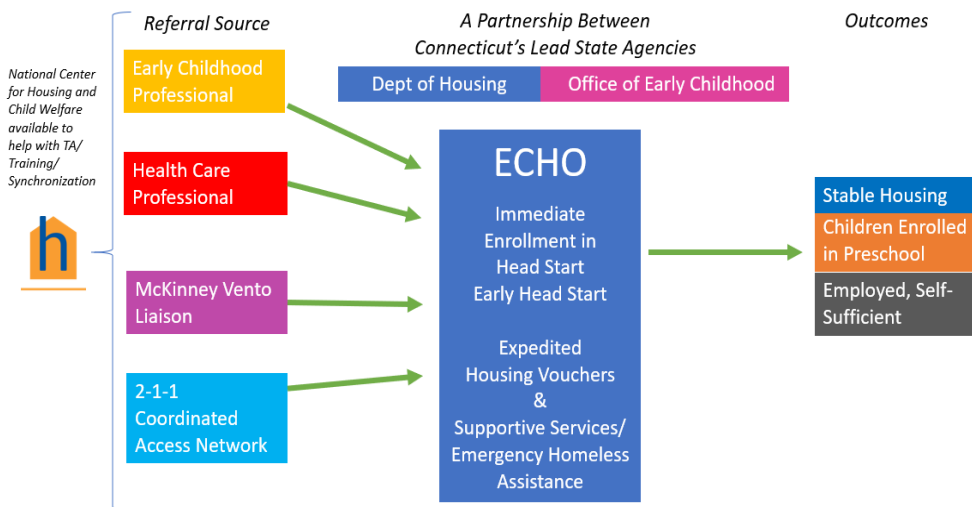 National Center
for Housing and
Child Welfare
available to
help with TA/
Training/
Synchronization
h
Referral Source
Early Childhood
Professional
Health Care
Professional
McKinney Vento
Liaison
2-1-1
Coordinated
Access Network
A Partnership Between
Connecticut's Lead State Agencies
Dept of Housing
Office of Early Childhood
ECHO
Immediate
Enrollment in
Head Start
Early Head Start
Expedited
Housing Vouchers
&
Supportive Services/
Emergency Homeless
Assistance
Outcomes
Stable Housing
Children Enrolled
in Preschool
Employed, Self-
Sufficient